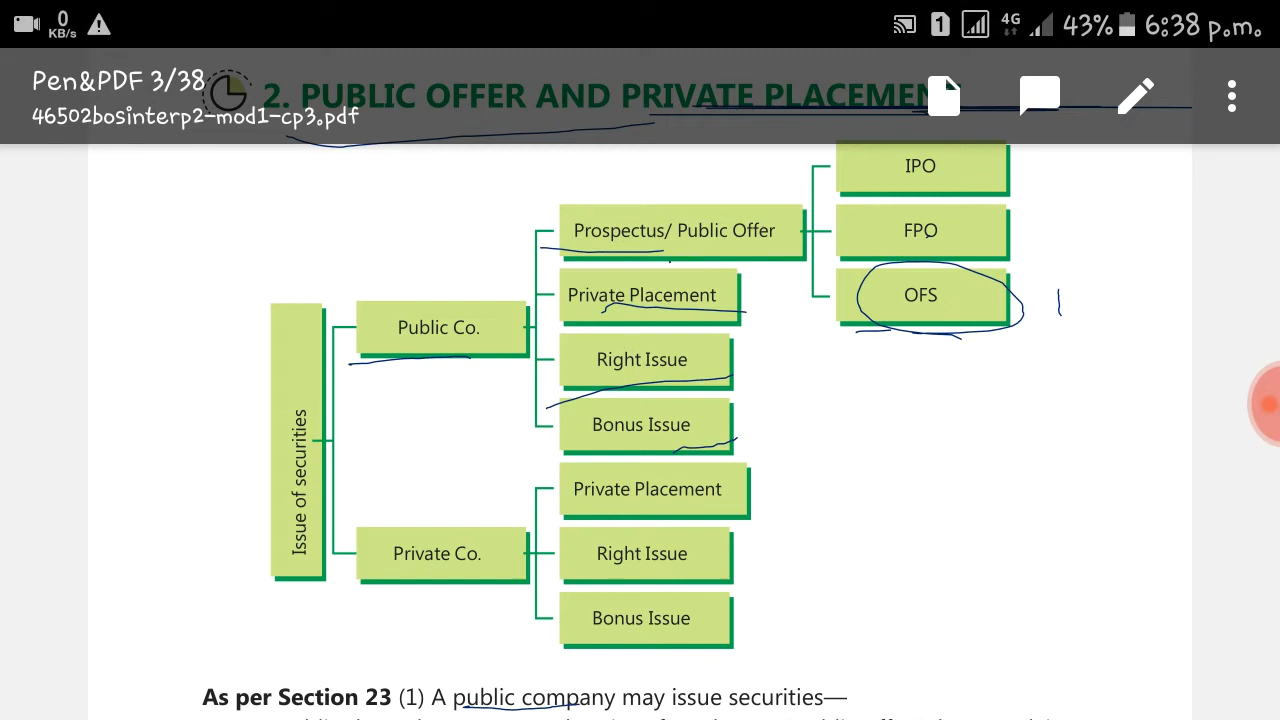 0
KB/s
1
4G
43%
6:38 p.m.
Pen&PDF 3/38
46502bosinterp2-mod1-cp3.pdf
2. PUBLIC OFFER AND PRIVATE PLACEMEN
IPO
Prospectus/ Public Offer
FPO
Private Placement
OFS
Public Co.
Right Issue
Bonus Issue
Issue of securities
Private Placement
Private Co.
Right Issue
Bonus Issue
As per Section 23 (1) A public company may issue securities—